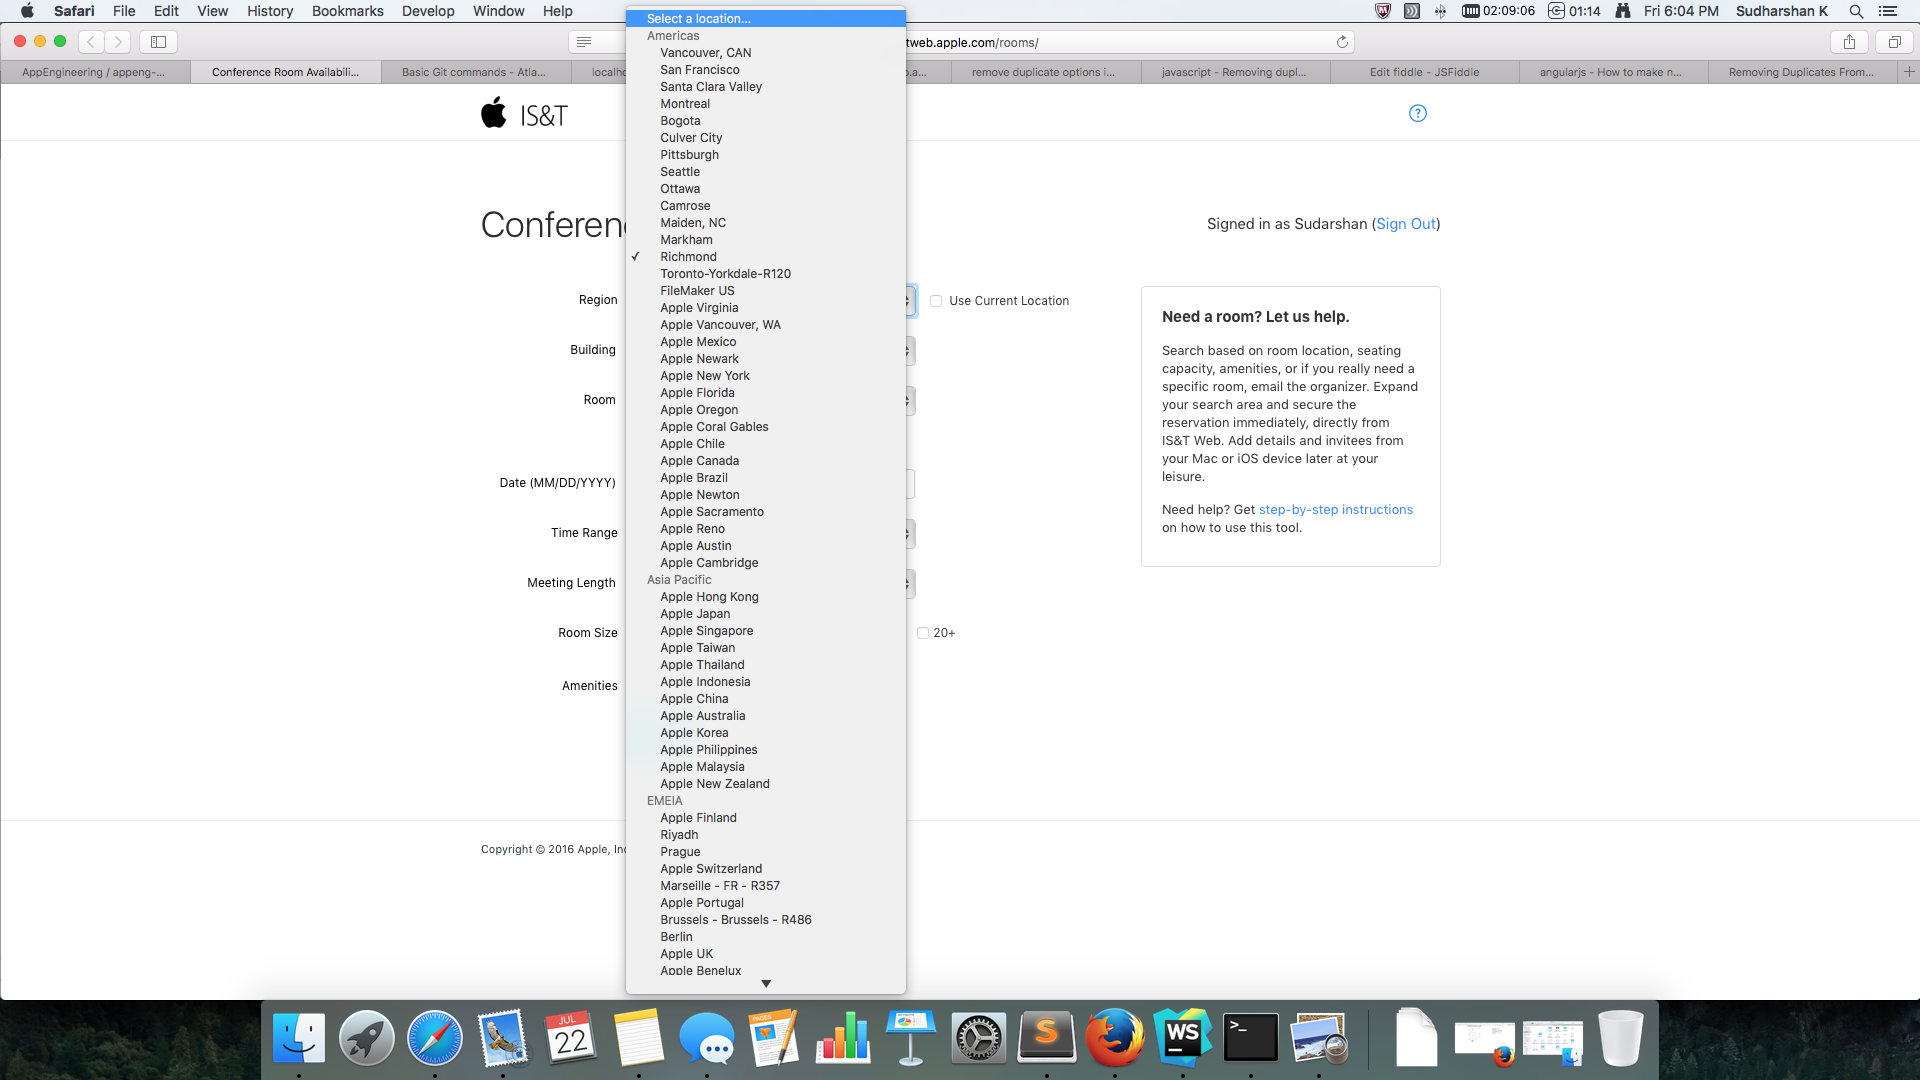 Safari File Edit View History Bookmarks Develop Window Help
02:09:06 01:14 Fri 6:04 PM Sudharshan K
tweb.apple.com/rooms/
AppEngineering / appeng-...
Conference Room Availabili...
Basic Git commands - Atla...
localho
o.a...
remove duplicate options i...
javascript - Removing dupl...
Edit fiddle - JSFiddle
angularjs - How to make n...
Removing Duplicates From...
IS&T
?
Conferen
Signed in as Sudarshan (Sign Out)
Region
Use Current Location
Building
Room
Date (MM/DD/YYYY)
Time Range
Meeting Length
Room Size
20+
Amenities
Select a location...
Americas
Vancouver, CAN
San Francisco
Santa Clara Valley
Montreal
Bogota
Culver City
Pittsburgh
Seattle
Ottawa
Camrose
Maiden, NC
Markham
✓ Richmond
Toronto-Yorkdale-R120
FileMaker US
Apple Virginia
Apple Vancouver, WA
Apple Mexico
Apple Newark
Apple New York
Apple Florida
Apple Oregon
Apple Coral Gables
Apple Chile
Apple Canada
Apple Brazil
Apple Newton
Apple Sacramento
Apple Reno
Apple Austin
Apple Cambridge
Asia Pacific
Apple Hong Kong
Apple Japan
Apple Singapore
Apple Taiwan
Apple Thailand
Apple Indonesia
Apple China
Apple Australia
Apple Korea
Apple Philippines
Apple Malaysia
Apple New Zealand
EMEIA
Apple Finland
Riyadh
Prague
Apple Switzerland
Marseille - FR - R357
Apple Portugal
Brussels - Brussels - R486
Berlin
Apple UK
Apple Benelux
Need a room? Let us help.
Search based on room location, seating
capacity, amenities, or if you really need a
specific room, email the organizer. Expand
your search area and secure the
reservation immediately, directly from
IS&T Web. Add details and invitees from
your Mac or iOS device later at your
leisure.
Need help? Get step-by-step instructions
on how to use this tool.
Copyright © 2016 Apple, Inc
JUL
22
PAGES
S
WS
>_